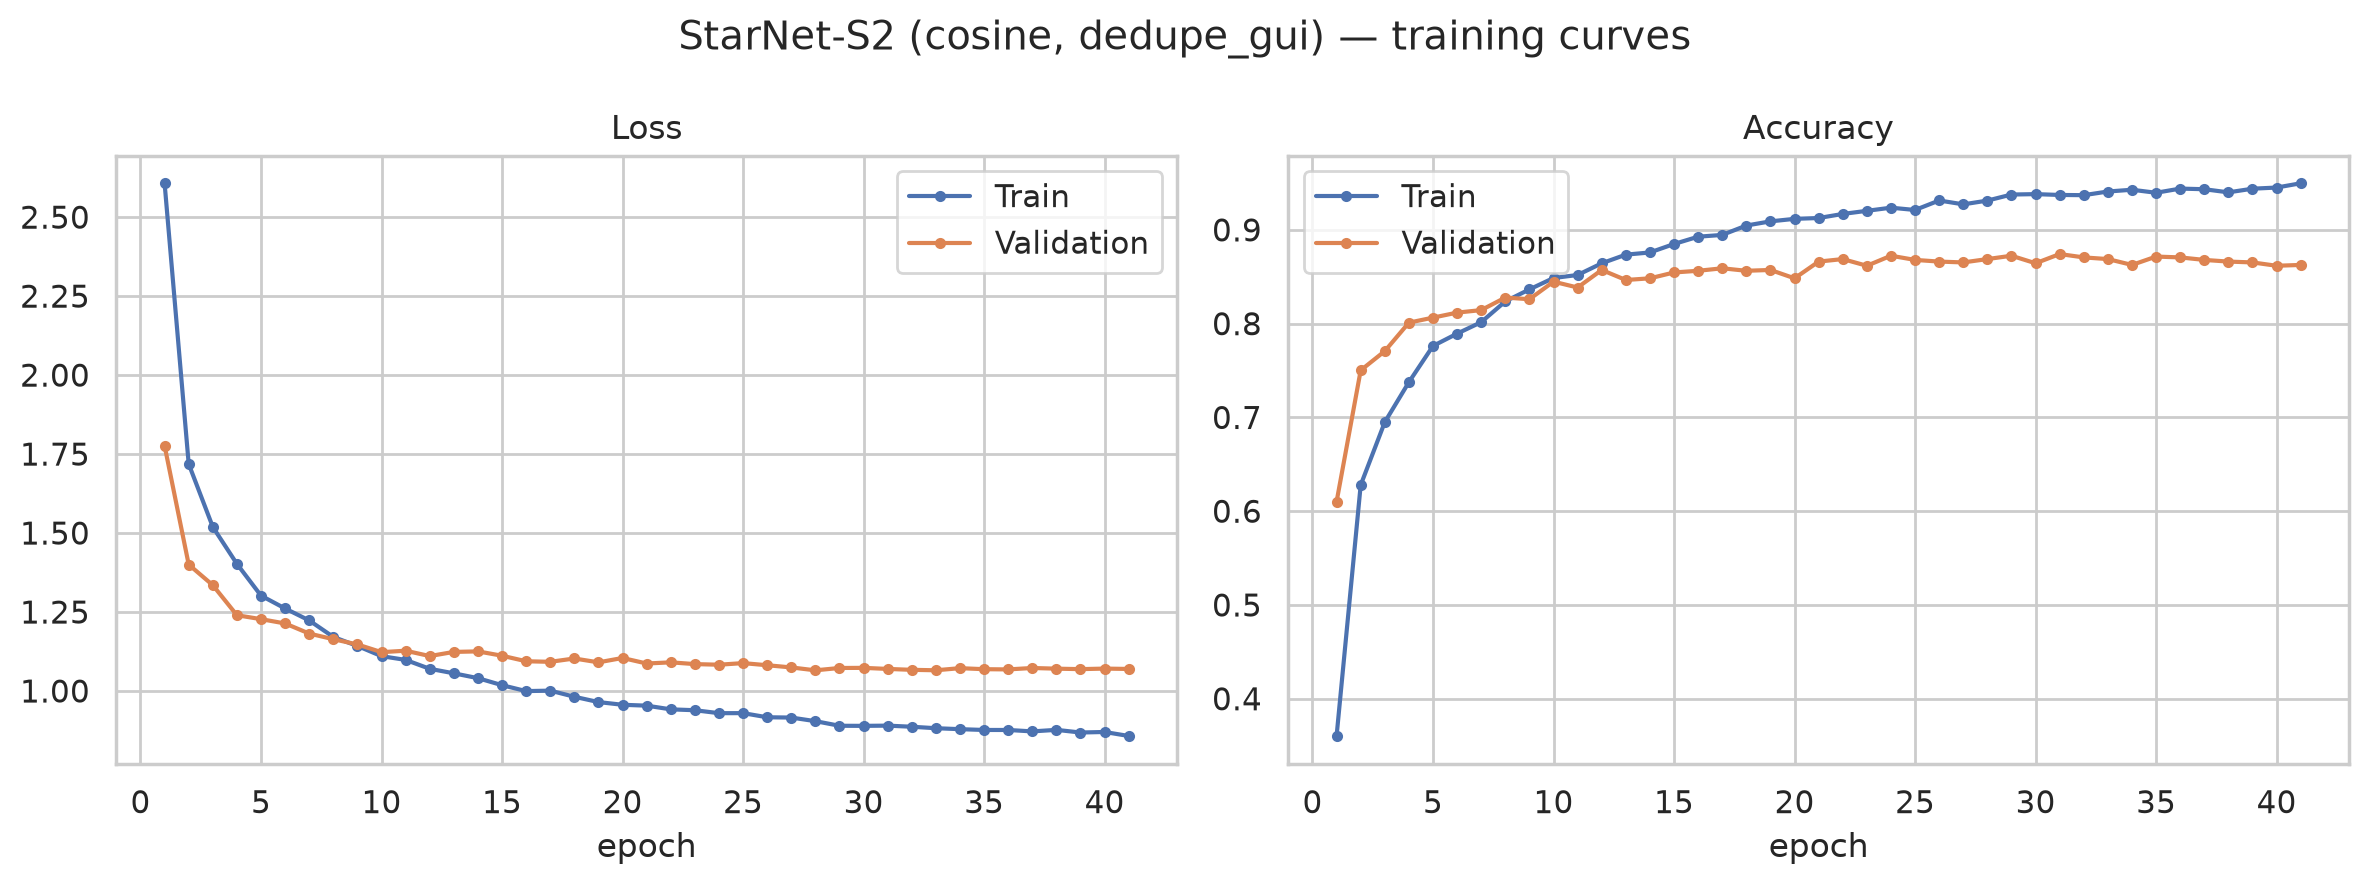 StarNet-S2 (cosine, dedupe_gui) — training curves
Loss
Train
Validation
2.50
2.25
2.00
1.75
1.50
1.25
1.00
0 5 10 15 20 25 30 35 40
epoch
Accuracy
Train
Validation
0.9
0.8
0.7
0.6
0.5
0.4
0 5 10 15 20 25 30 35 40
epoch